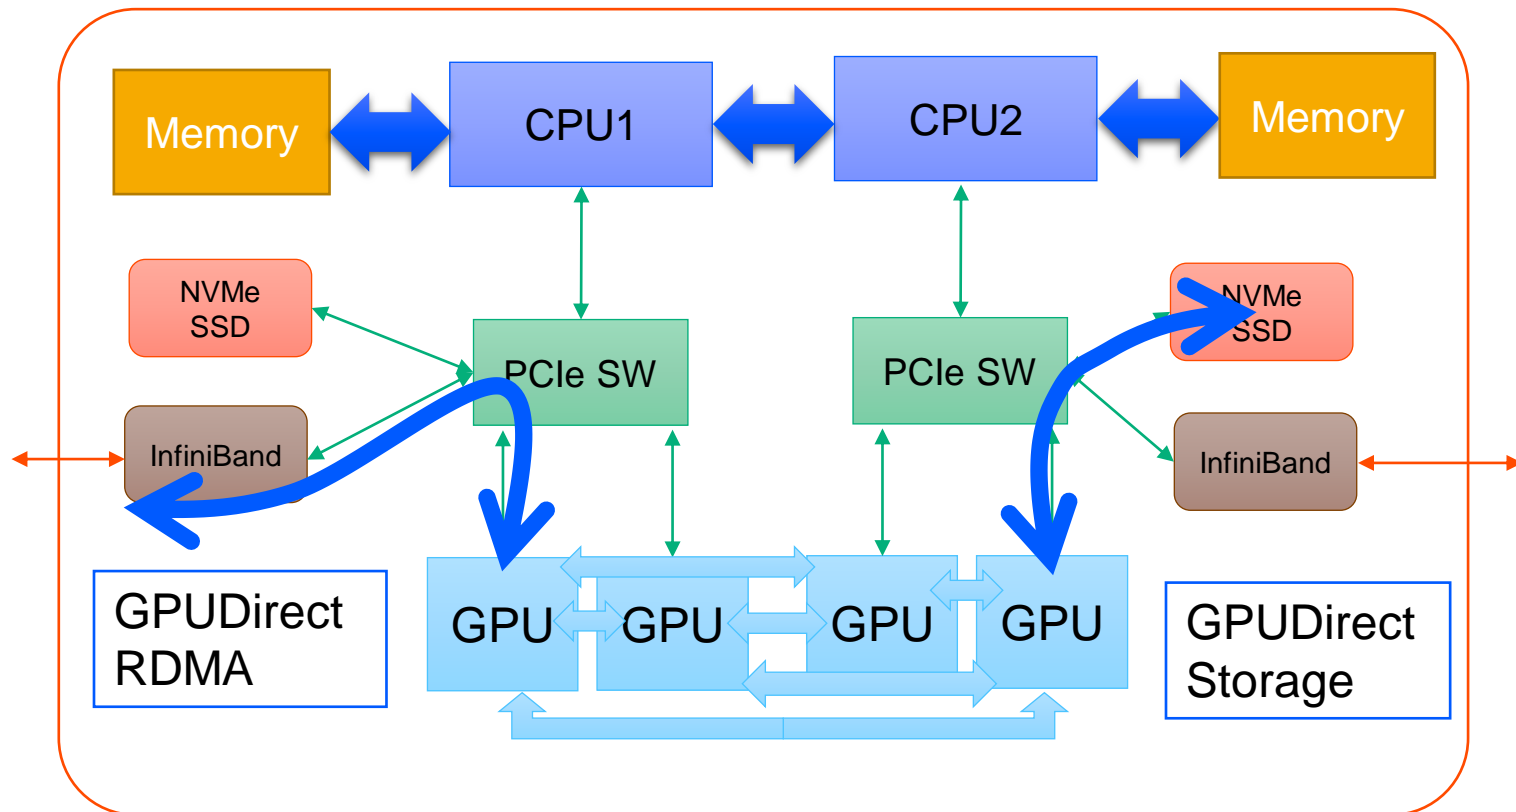 Memory
CPU1
CPU2
Memory
NVMe
SSD
PCIe SW
PCIe SW
NVMe
SSD
InfiniBand
InfiniBand
GPUDirect
RDMA
GPU
GPU
GPU
GPU
GPUDirect
Storage